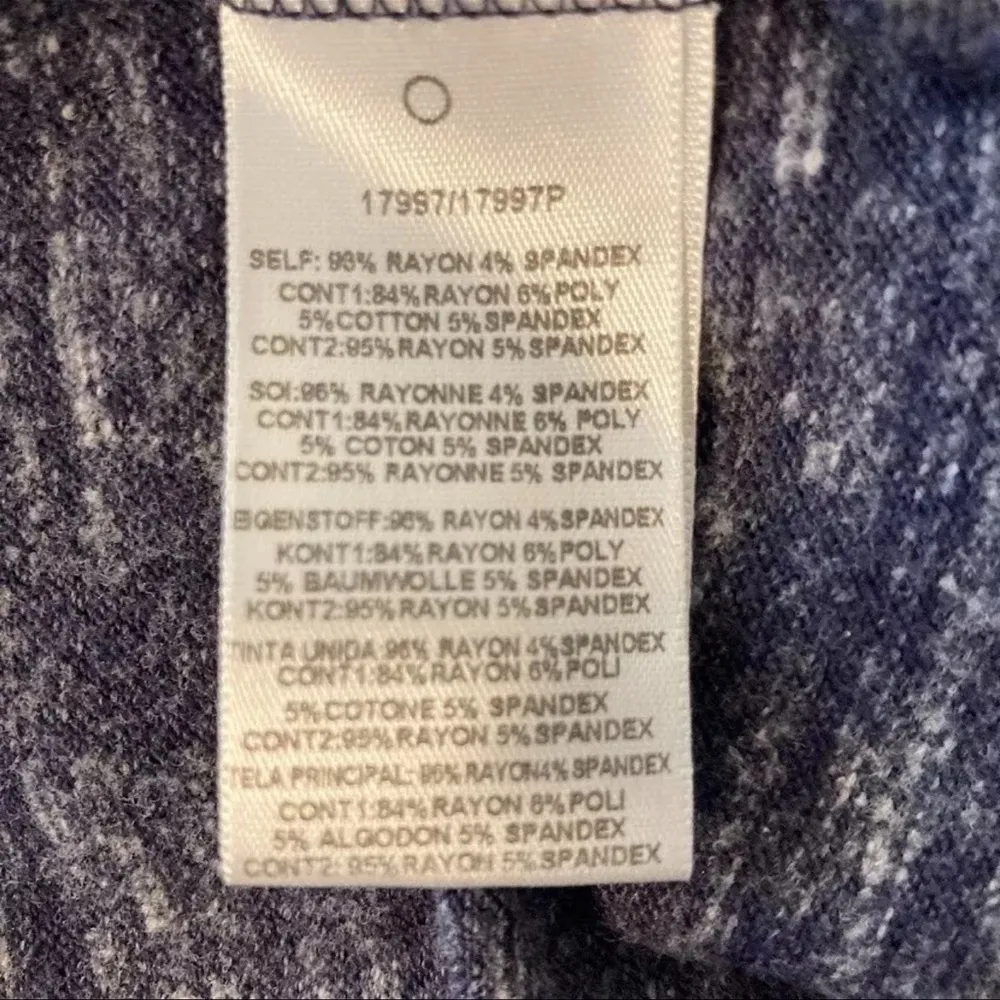 17997/17997P
SELF: 96% RAYON 4% SPANDEX
CONT1:84%RAYON 6%POLY
5%COTTON 5%SPANDEX
CONT2:95%RAYON 5%SPANDEX
SOI:96% RAYONNE 4% SPANDEX
CONT1:84%RAYONNE 6% POLY
5% COTON 5% SPANDEX
CONT2:95% RAYONNE 5% SPANDEX
EIGENSTOFF:96% RAYON 4%SPANDEX
KONT1:84%RAYON 6%POLY
5% BAUMWOLLE 5% SPANDEX
KONT2:95%RAYON 5%SPANDEX
TINTA UNIDA:96% RAYON 4%SPANDEX
CONT1:84%RAYON 6%POLI
5%COTONE 5% SPANDEX
CONT2:95%RAYON 5%SPANDEX
TELA PRINCIPAL: 96%RAYON4%SPANDEX
CONT1:84%RAYON 6%POLI
5% ALGODON 5% SPANDEX
CONT2: 95%RAYON 5%SPANDEX